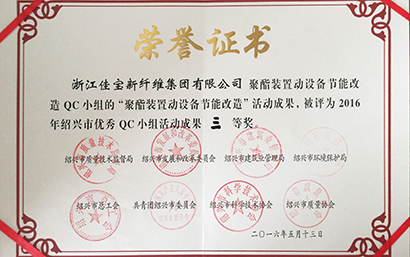 荣誉证书
浙江佳宝新纤维集团有限公司 聚酯装置动设备节能改
造 QC 小组的“聚酯装置动设备节能改造”活动成果，被评为 2016
年绍兴市优秀 QC 小组活动成果 三 等奖。
绍兴市质量技术监督局 绍兴市发展和改革委员会 绍兴市建筑业管理局 绍兴市环境保护局
绍兴市总工会 共青团绍兴市委员会 绍兴市科学技术协会 绍兴市质量协会
二〇一六年五月十三日